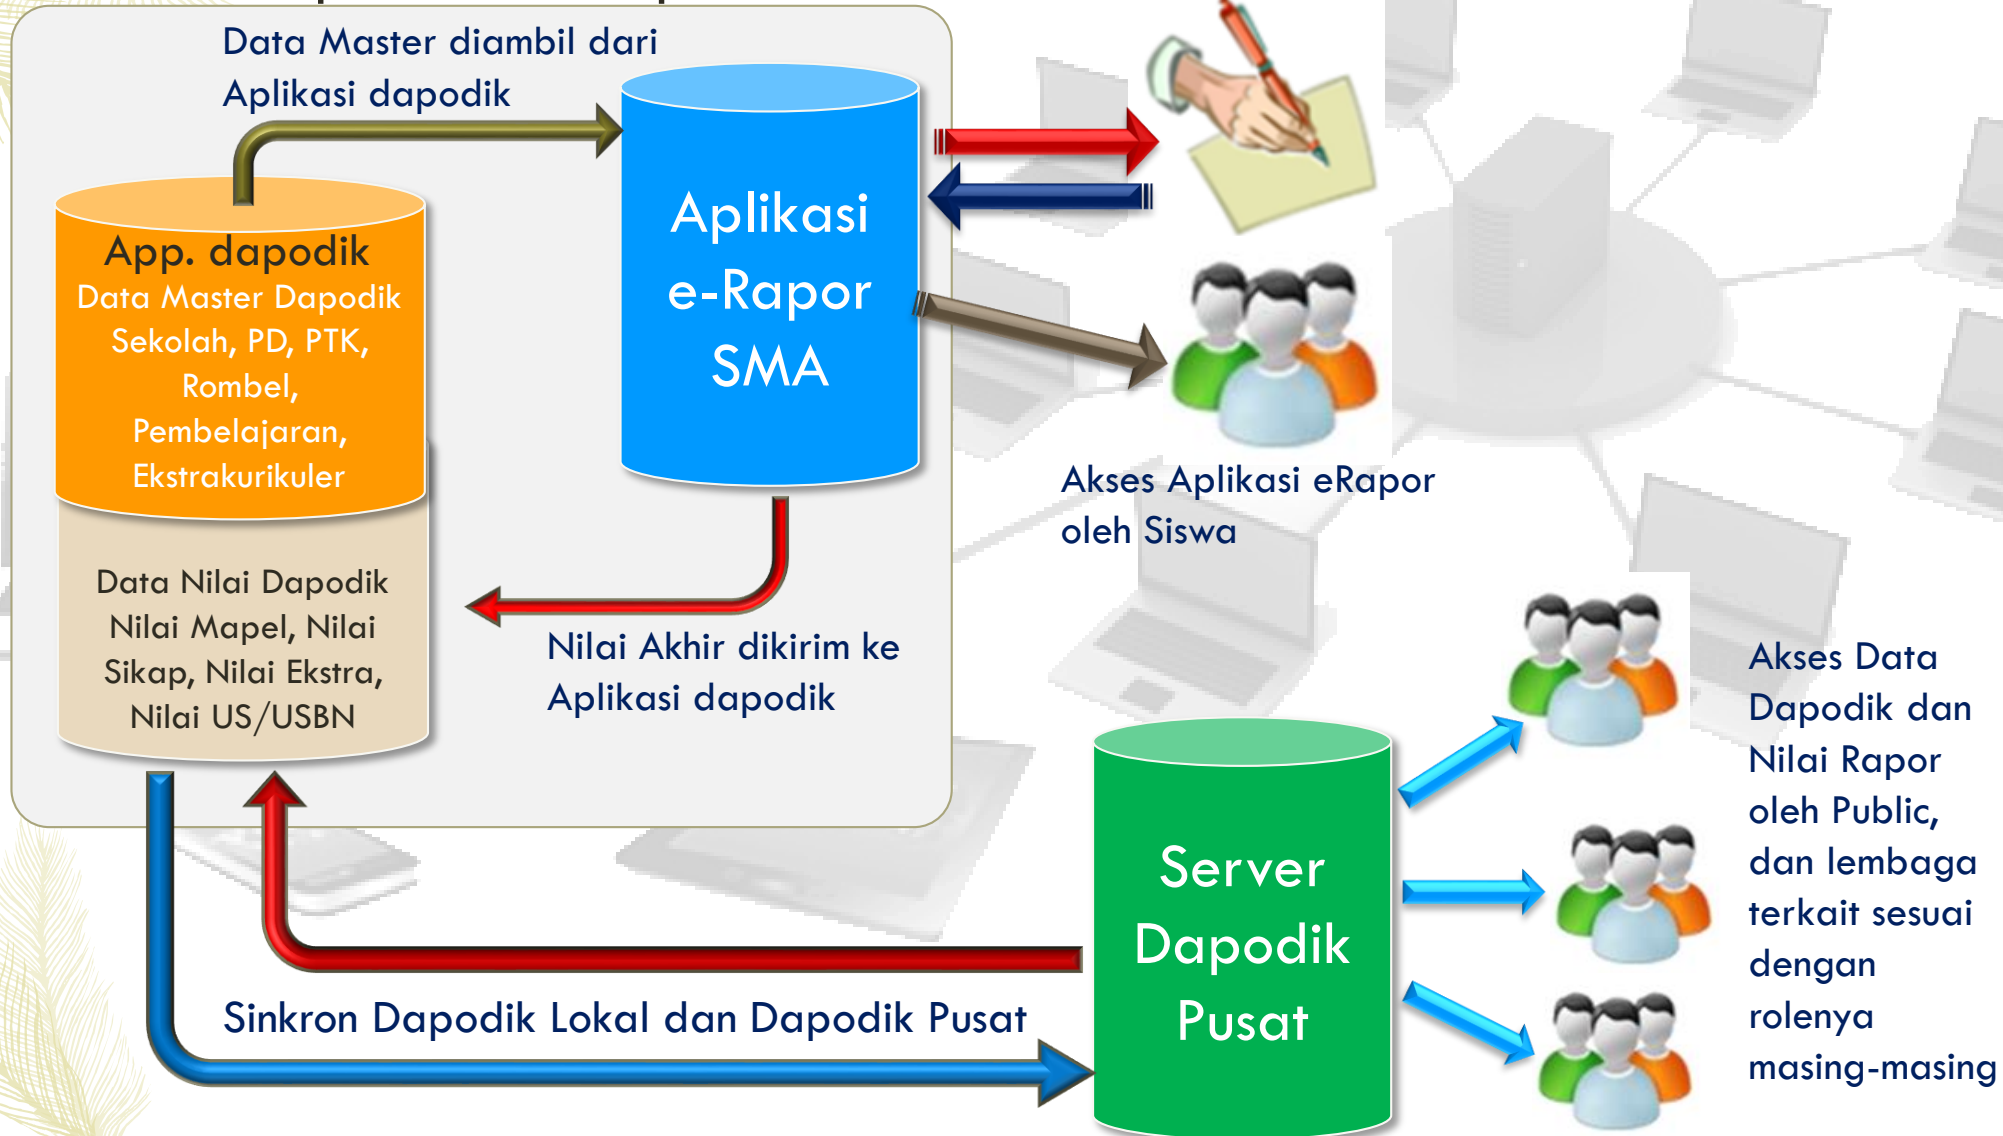 Data Master diambil dari
Aplikasi dapodik
App. dapodik
Data Master Dapodik
Sekolah, PD, PTK,
Rombel,
Pembelajaran,
Ekstrakurikuler
Data Nilai Dapodik
Nilai Mapel, Nilai
Sikap, Nilai Ekstra,
Nilai US/USBN
Aplikasi
e-Rapor
SMA
Akses Aplikasi eRapor
oleh Siswa
Nilai Akhir dikirim ke
Aplikasi dapodik
Sinkron Dapodik Lokal dan Dapodik Pusat
Server
Dapodik
Pusat
Akses Data
Dapodik dan
Nilai Rapor
oleh Public,
dan lembaga
terkait sesuai
dengan
rolenya
masing-masing